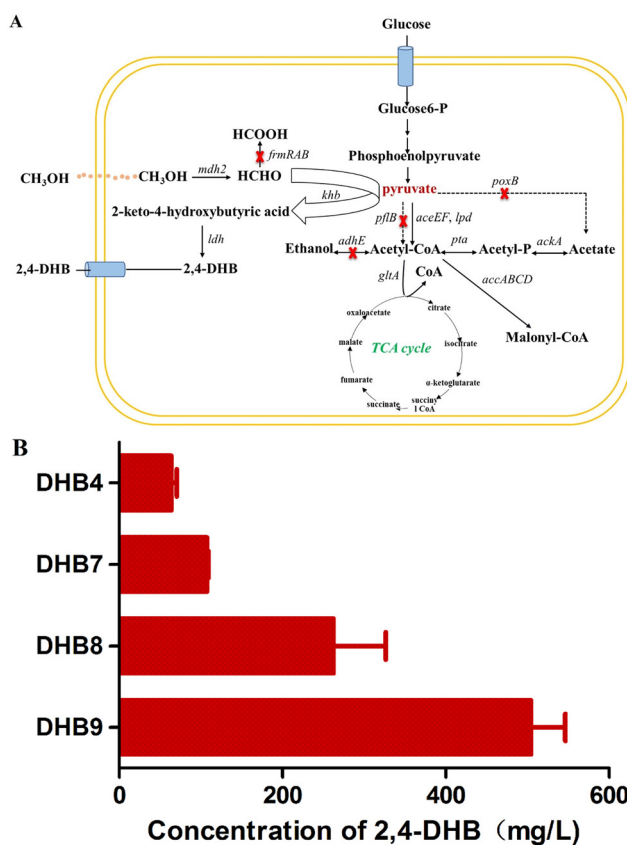 A
Glucose
Glucose6-P
HCOOH
frmRAB
Phosphoenolpyruvate
CH3OH
CH3OH
mdh2
HCHO
khb
pyruvate
poxB
2-keto-4-hydroxybutyric acid
pflB
aceEF, lpd
ldh
Ethanol
adhE
Acetyl-CoA
pta
Acetyl-P
ackA
Acetate
2,4-DHB
2,4-DHB
gltA
CoA
accABCD
oxaloacetate
citrate
Malonyl-CoA
malate
TCA cycle
isocitrate
fumarate
α-ketoglutarate
succinate
succiny
l CoA
B
DHB4
DHB7
DHB8
DHB9
0 200 400 600
Concentration of 2,4-DHB（mg/L）